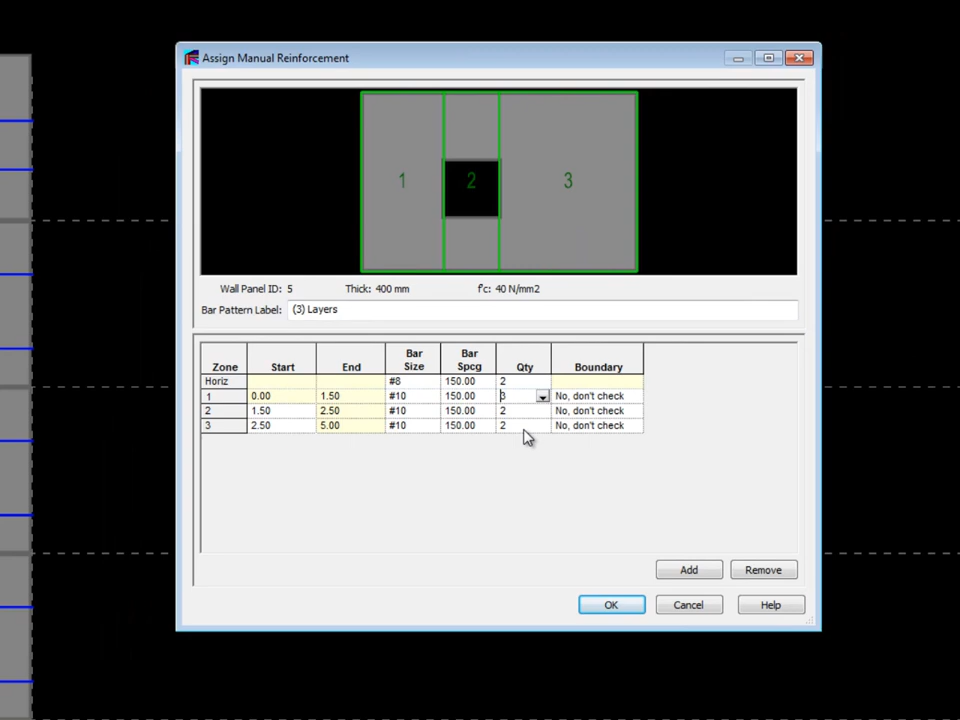 Assign Manual Reinforcement
1 2 3
Wall Panel ID: 5 Thick: 400 mm f'c: 40 N/mm2
Bar Pattern Label: (3) Layers
Zone Start End Bar Size Bar Spcg Qty Boundary
Horiz #8 150.00 2
1 0.00 1.50 #10 150.00 3 No, don't check
2 1.50 2.50 #10 150.00 2 No, don't check
3 2.50 5.00 #10 150.00 2 No, don't check
Add Remove
OK Cancel Help